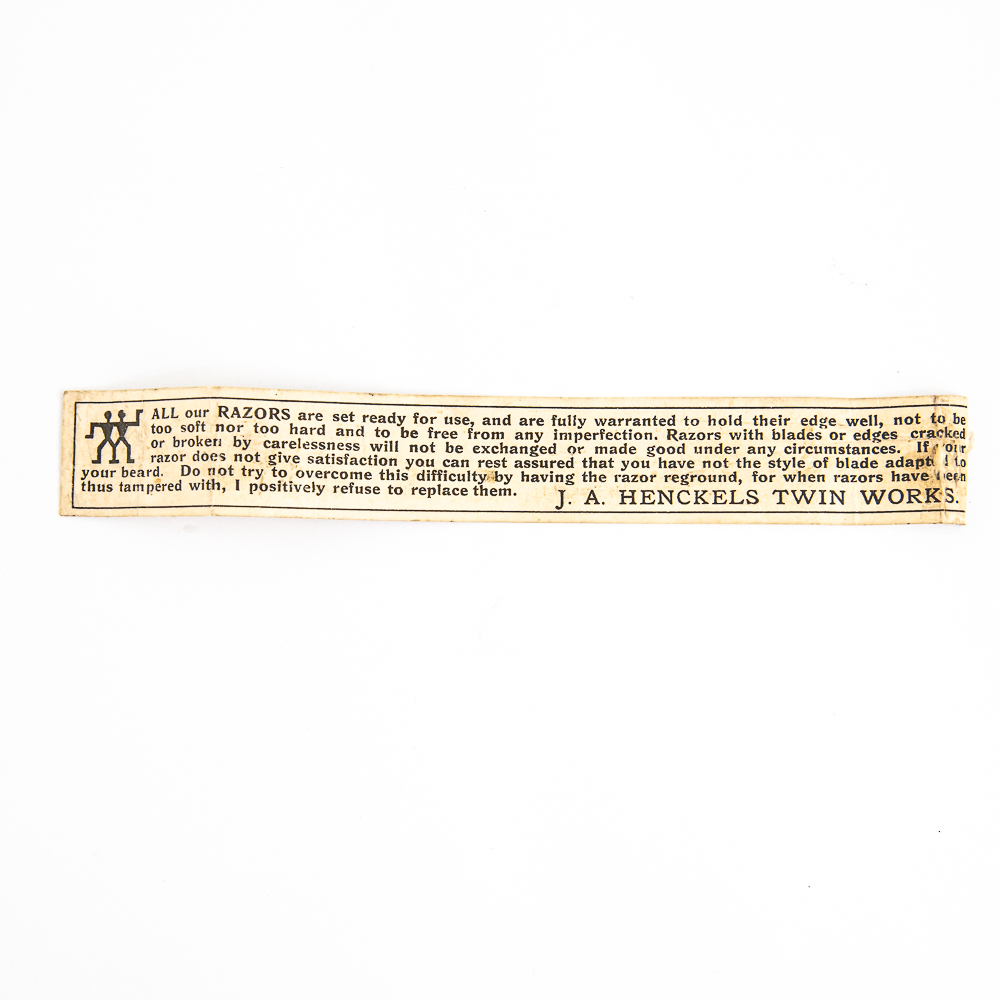 ALL our RAZORS are set ready for use, and are fully warranted to hold their edge well, not to be
too soft nor too hard and to be free from any imperfection. Razors with blades or edges cracked
or broken by carelessness will not be exchanged or made good under any circumstances. If your
razor does not give satisfaction you can rest assured that you have not the style of blade to
your beard. Do not try to overcome this difficulty by having the razor reground, for when razors have been
thus tampered with, I positively refuse to replace them.
J. A. HENCKELS TWIN WORKS.